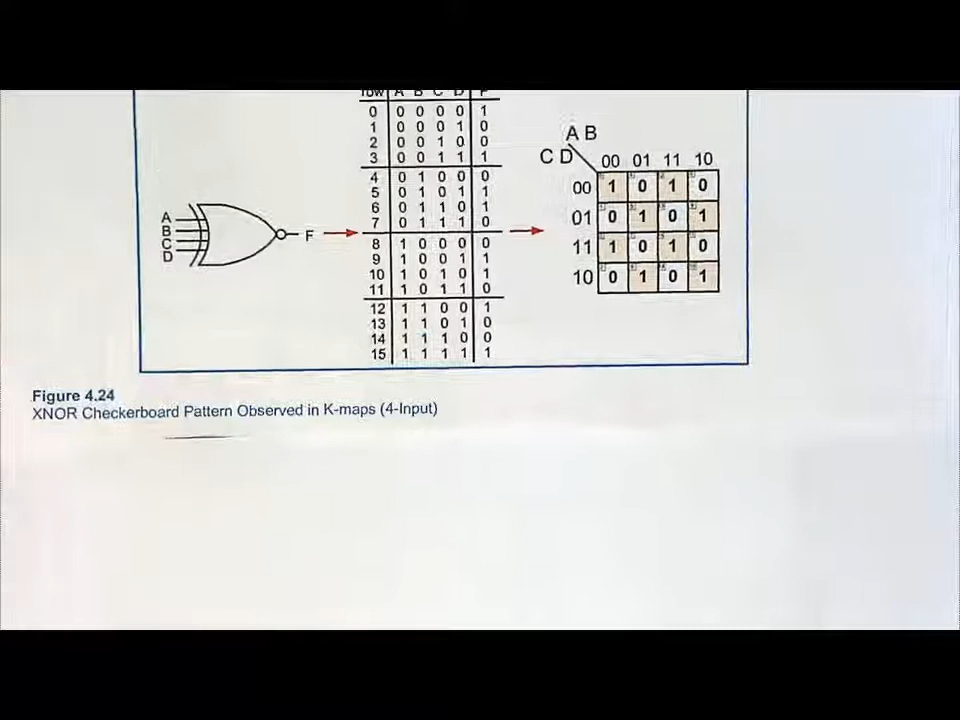 row A B C D F
0 0 0 0 0 1
1 0 0 0 1 0
2 0 0 1 0 0
3 0 0 1 1 1
4 0 1 0 0 0
5 0 1 0 1 1
6 0 1 1 0 1
7 0 1 1 1 0
8 1 0 0 0 0
9 1 0 0 1 1
10 1 0 1 0 1
11 1 0 1 1 0
12 1 1 0 0 1
13 1 1 0 1 0
14 1 1 1 0 0
15 1 1 1 1 1
A
B
C
D
F
A B
C D 00 01 11 10
00 1 0 1 0
01 0 1 0 1
11 1 0 1 0
10 0 1 0 1
Figure 4.24
XNOR Checkerboard Pattern Observed in K-maps (4-Input)